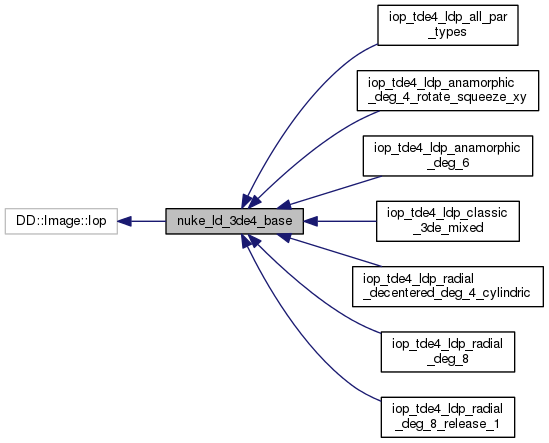 iop_tde4_ldp_all_par
_types
iop_tde4_ldp_anamorphic
_deg_4_rotate_squeeze_xy
iop_tde4_ldp_anamorphic
_deg_6
DD::Image::Iop
nuke_ld_3de4_base
iop_tde4_ldp_classic
_3de_mixed
iop_tde4_ldp_radial
_decentered_deg_4_cylindric
iop_tde4_ldp_radial
_deg_8
iop_tde4_ldp_radial
_deg_8_release_1